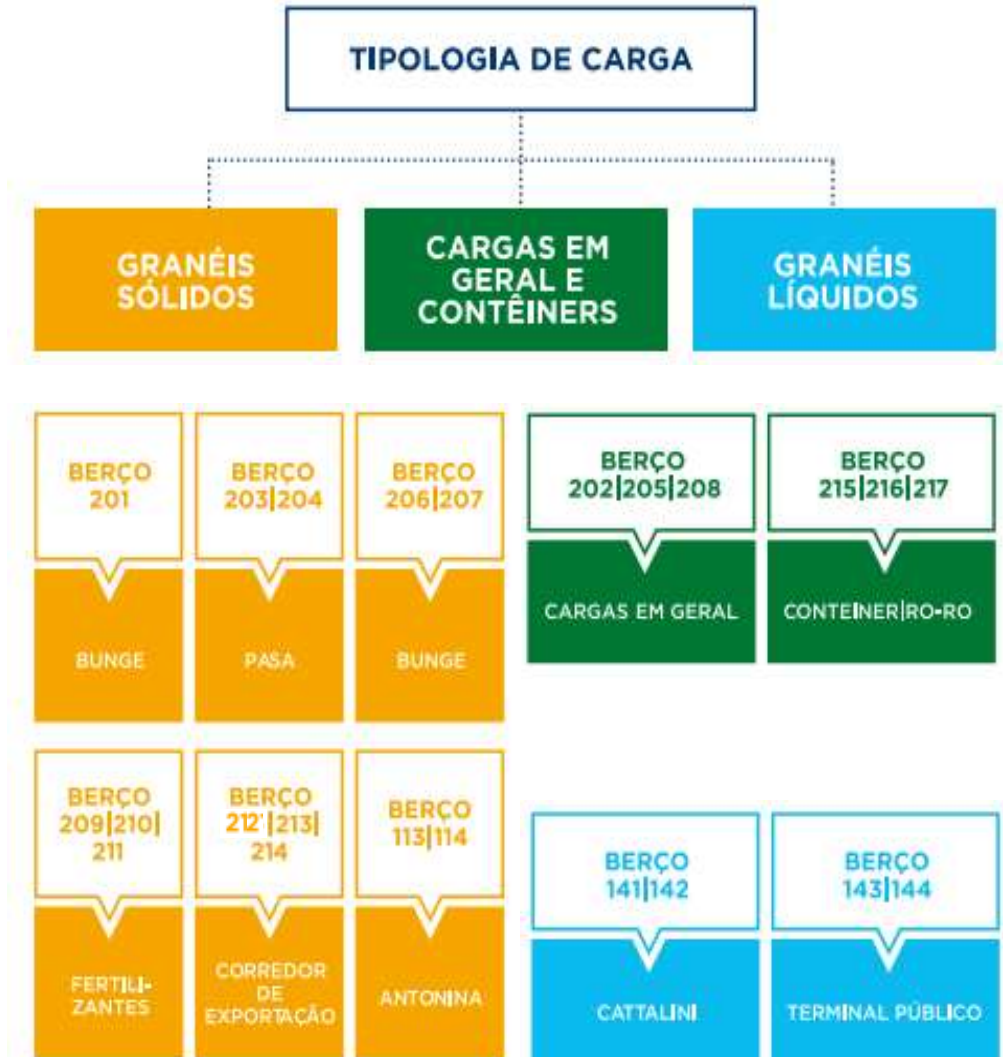 TIPOLOGIA DE CARGA
GRANÉIS
SÓLIDOS
CARGAS EM
GERAL E
CONTÊINERS
GRANÉIS
LÍQUIDOS
BERÇO
201
BUNGE
BERÇO
203|204
PASA
BERÇO
206|207
BUNGE
BERÇO
202|205|208
CARGAS EM GERAL
BERÇO
215|216|217
CONTEINER|RO-RO
BERÇO
209|210|
211
FERTILI-
ZANTES
BERÇO
212'|213|
214
CORREDOR
DE
EXPORTAÇÃO
BERÇO
113|114
ANTONINA
BERÇO
141|142
CATTALINI
BERÇO
143|144
TERMINAL PÚBLICO